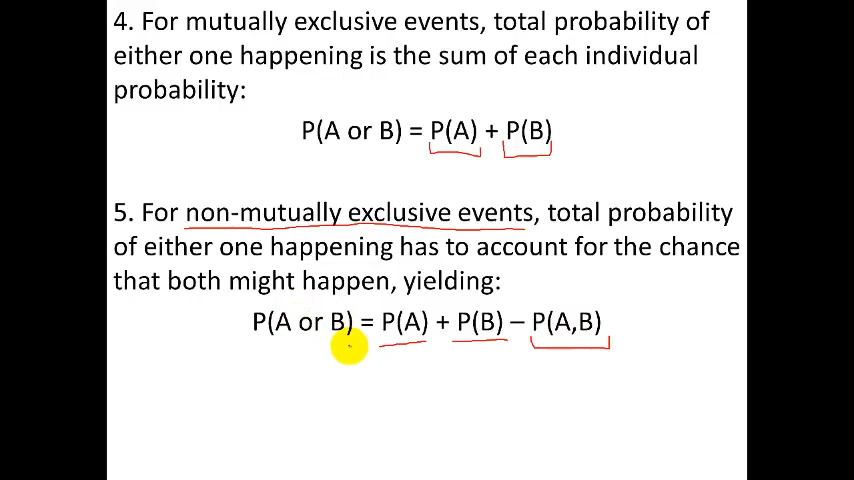 4. For mutually exclusive events, total probability of
either one happening is the sum of each individual
probability:
P(A or B) = P(A) + P(B)
5. For non-mutually exclusive events, total probability
of either one happening has to account for the chance
that both might happen, yielding:
P(A or B) = P(A) + P(B) – P(A,B)